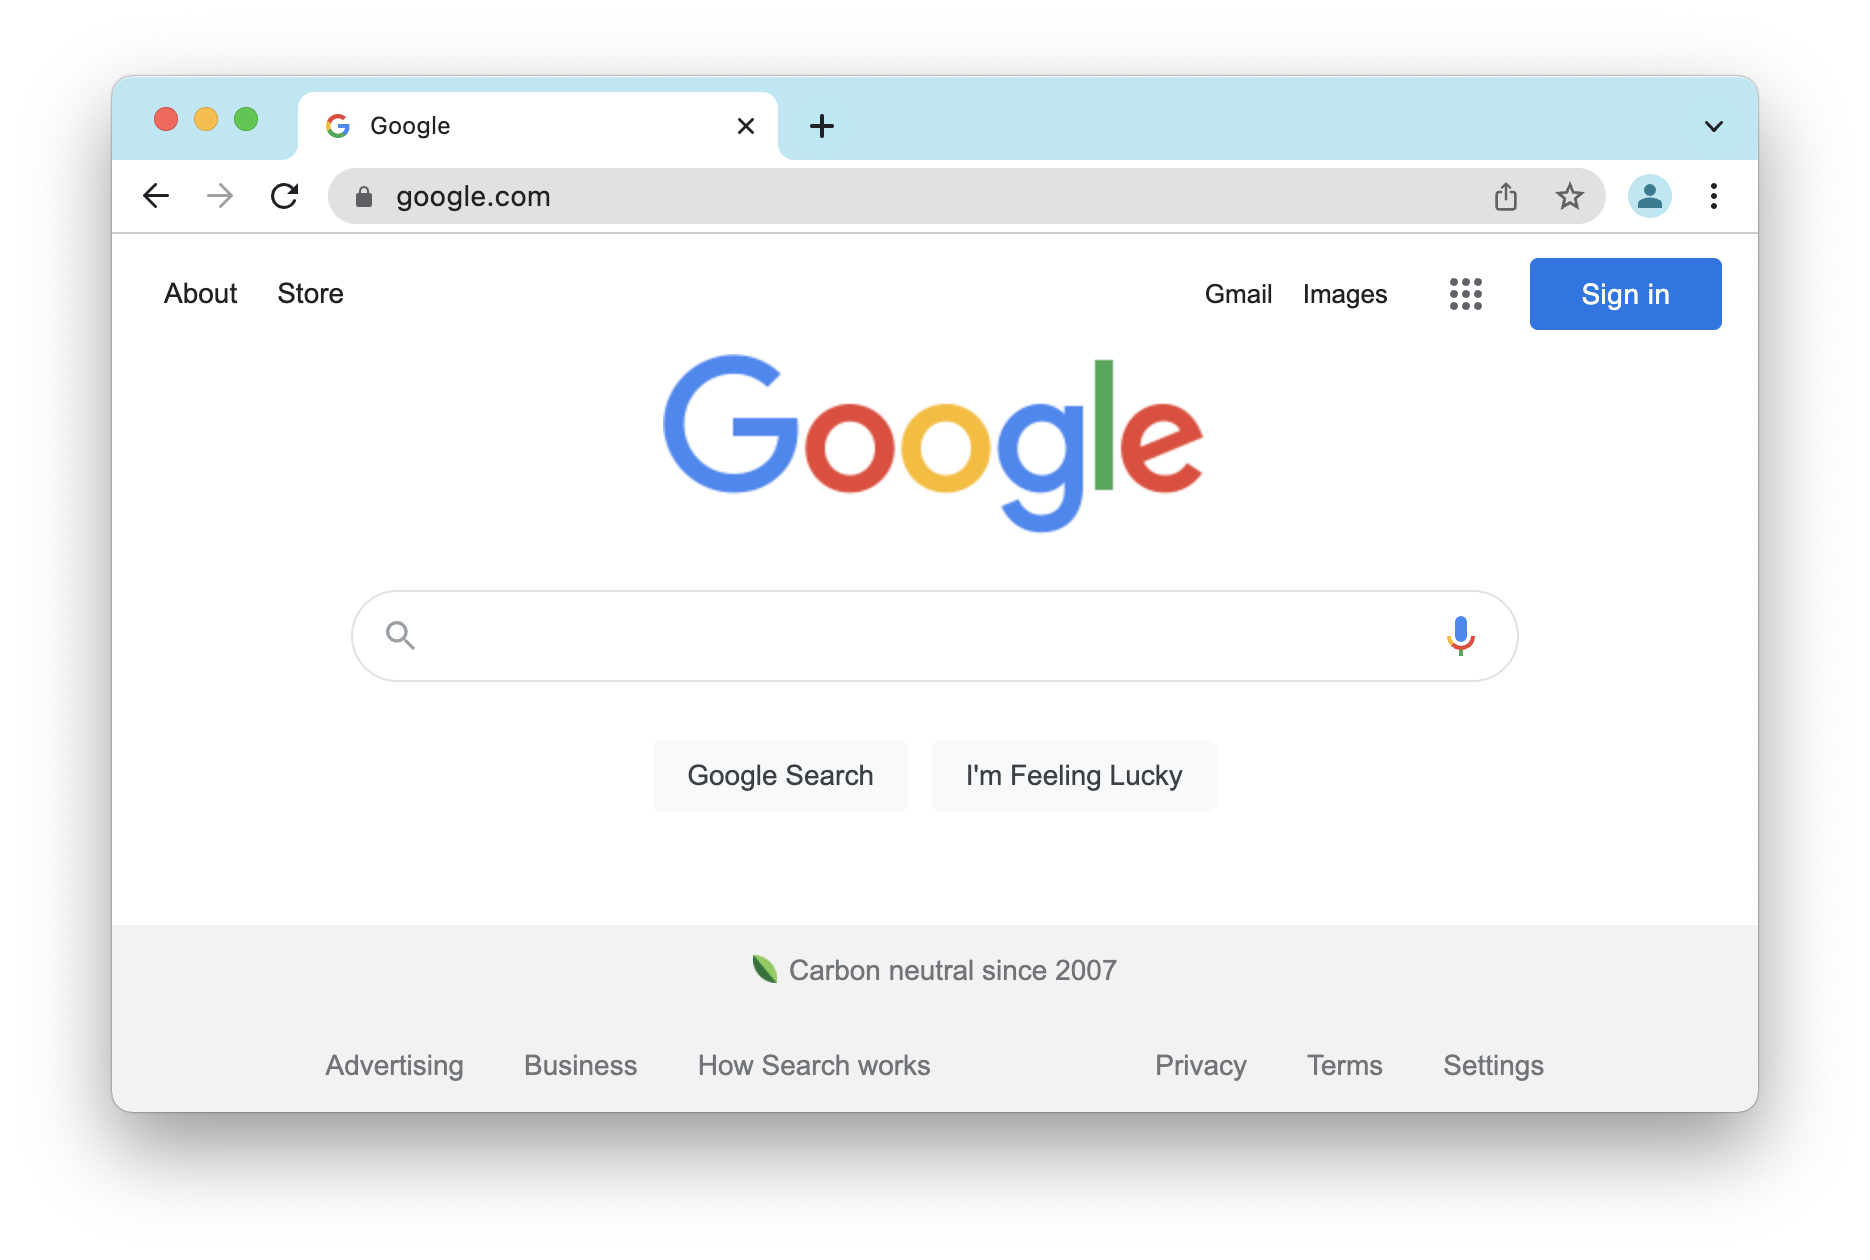 Google
google.com
About Store Gmail Images Sign in
Google
Google Search I'm Feeling Lucky
Carbon neutral since 2007
Advertising Business How Search works Privacy Terms Settings